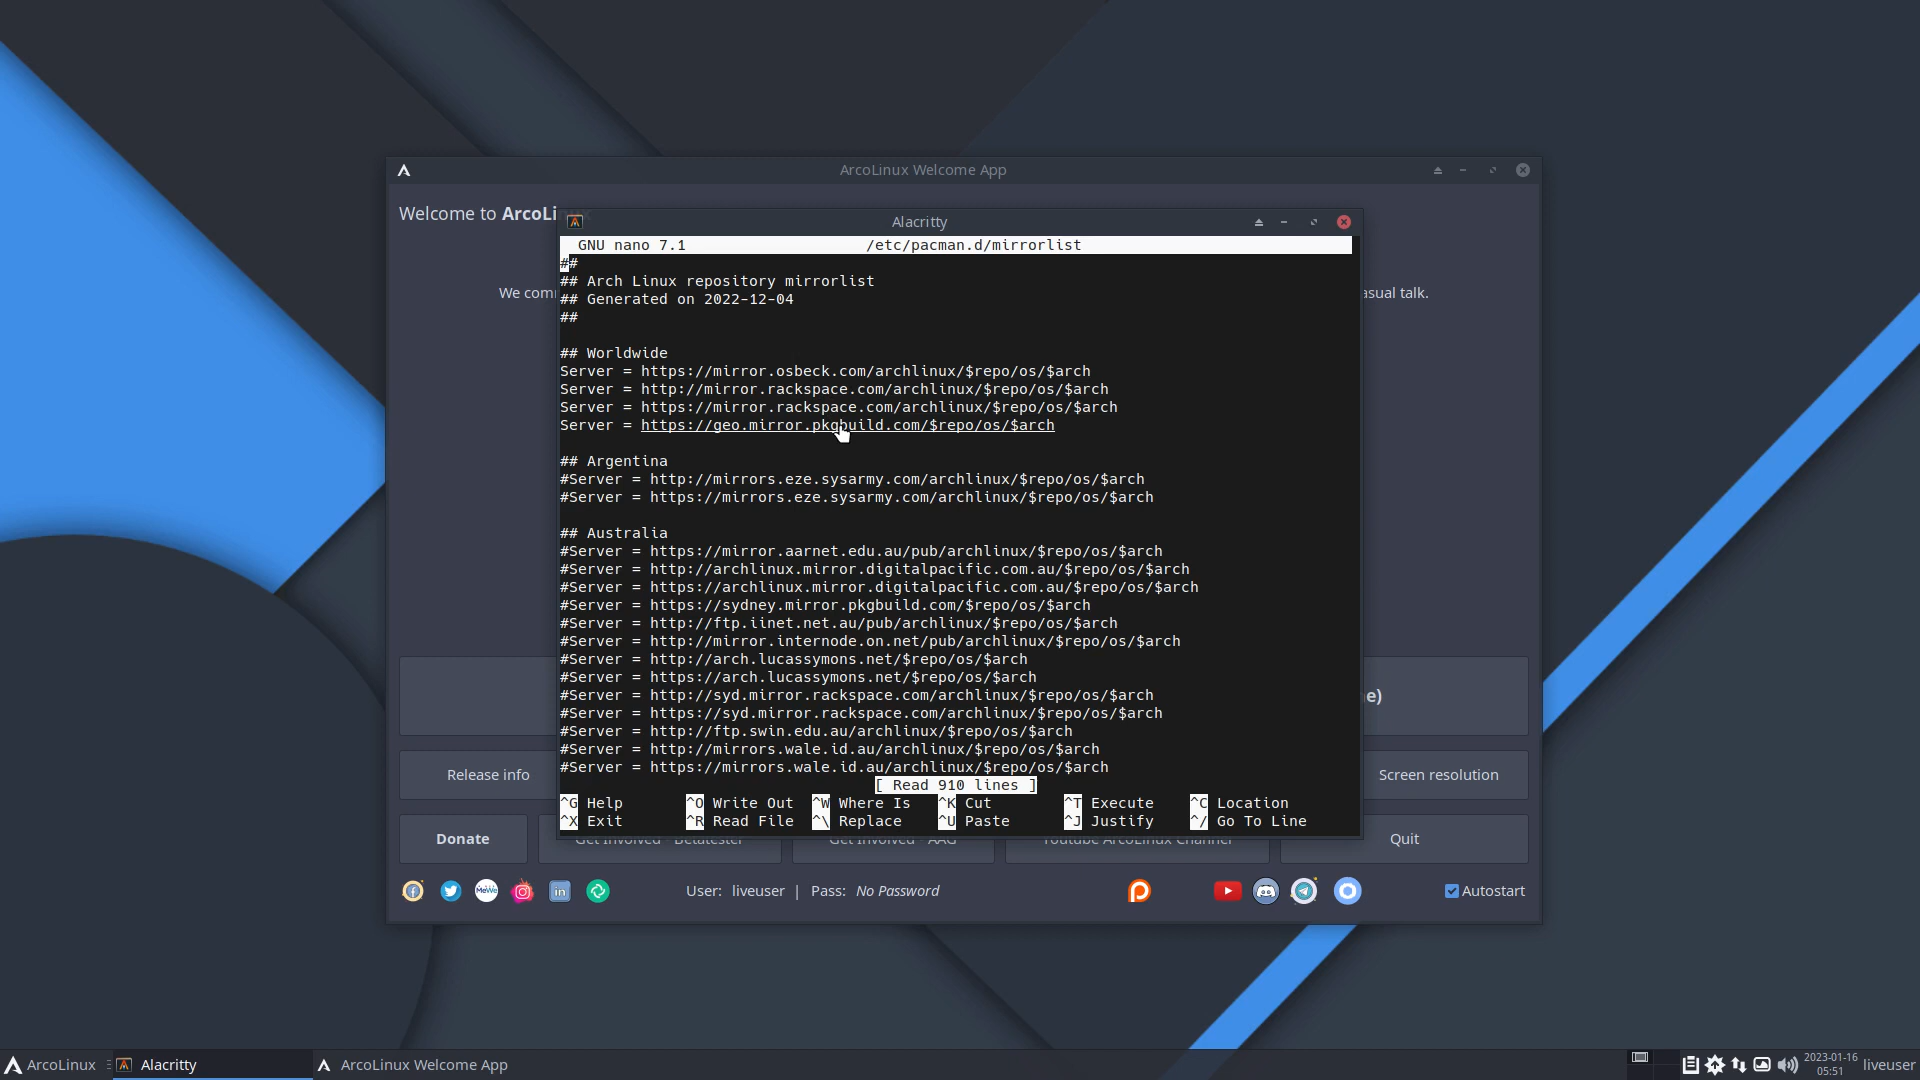 ArcoLinux Welcome App
Welcome to ArcoLi
We com
asual talk.
Alacritty
GNU nano 7.1 /etc/pacman.d/mirrorlist
##
## Arch Linux repository mirrorlist
## Generated on 2022-12-04
##
## Worldwide
Server = https://mirror.osbeck.com/archlinux/$repo/os/$arch
Server = http://mirror.rackspace.com/archlinux/$repo/os/$arch
Server = https://mirror.rackspace.com/archlinux/$repo/os/$arch
Server = https://geo.mirror.pkgbuild.com/$repo/os/$arch
## Argentina
#Server = http://mirrors.eze.sysarmy.com/archlinux/$repo/os/$arch
#Server = https://mirrors.eze.sysarmy.com/archlinux/$repo/os/$arch
## Australia
#Server = https://mirror.aarnet.edu.au/pub/archlinux/$repo/os/$arch
#Server = http://archlinux.mirror.digitalpacific.com.au/$repo/os/$arch
#Server = https://archlinux.mirror.digitalpacific.com.au/$repo/os/$arch
#Server = https://sydney.mirror.pkgbuild.com/$repo/os/$arch
#Server = http://ftp.iinet.net.au/pub/archlinux/$repo/os/$arch
#Server = http://mirror.internode.on.net/pub/archlinux/$repo/os/$arch
#Server = http://arch.lucassymons.net/$repo/os/$arch
#Server = https://arch.lucassymons.net/$repo/os/$arch
#Server = http://syd.mirror.rackspace.com/archlinux/$repo/os/$arch
#Server = https://syd.mirror.rackspace.com/archlinux/$repo/os/$arch
#Server = http://ftp.swin.edu.au/archlinux/$repo/os/$arch
#Server = http://mirrors.wale.id.au/archlinux/$repo/os/$arch
#Server = https://mirrors.wale.id.au/archlinux/$repo/os/$arch
[ Read 910 lines ]
^G Help ^O Write Out ^W Where Is ^K Cut ^T Execute ^C Location
^X Exit ^R Read File ^\ Replace ^U Paste ^J Justify ^/ Go To Line
e)
Release info
Screen resolution
Donate
Get Involved - Betatester
Get Involved - AAG
Youtube ArcoLinux Channel
Quit
MeWe
in
User: liveuser | Pass: No Password
Autostart
ArcoLinux
Alacritty
ArcoLinux Welcome App
2023-01-16
05:51
liveuser